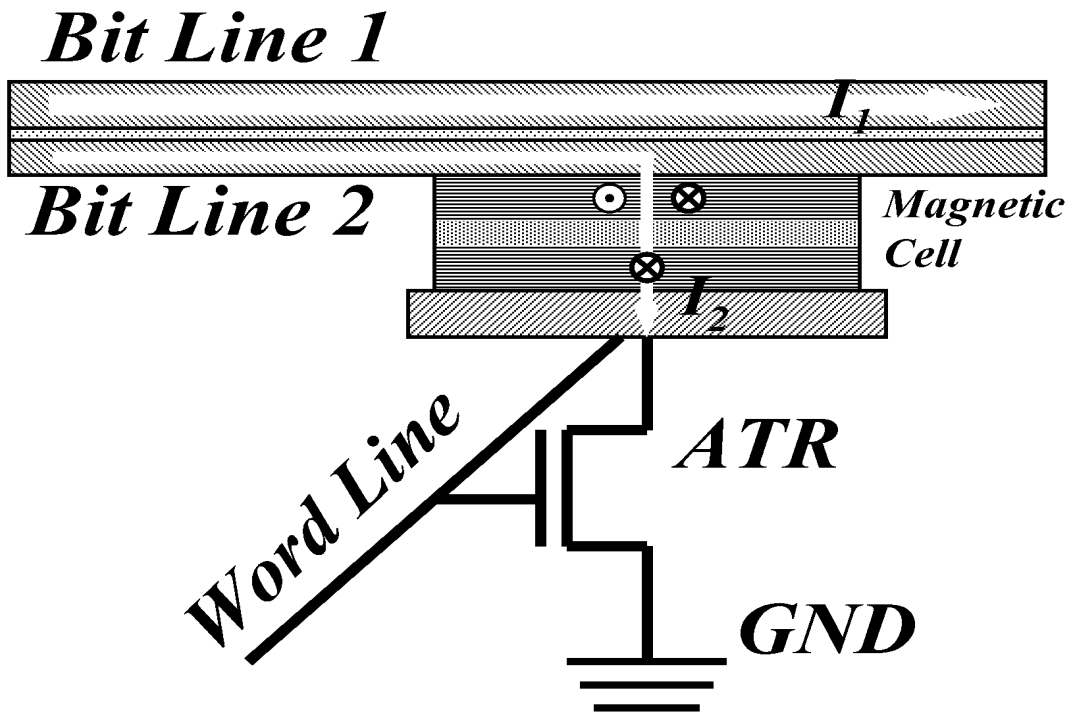 Bit Line 1
I1
Bit Line 2
Magnetic
Cell
I2
Word Line
ATR
GND